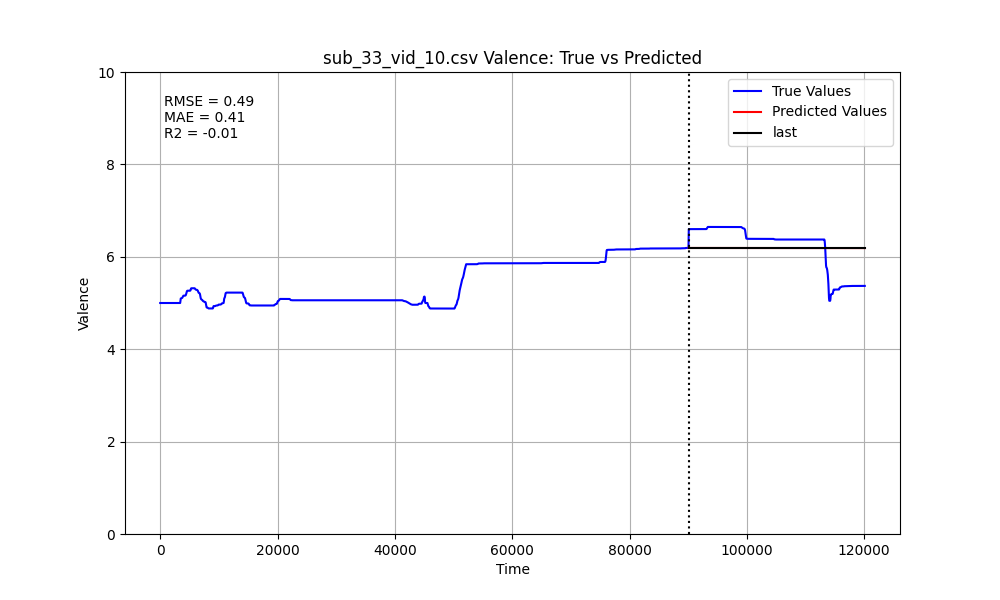 sub_33_vid_10.csv Valence: True vs Predicted
RMSE = 0.49
MAE = 0.41
R2 = -0.01
True Values
Predicted Values
last
Valence
10
8
6
4
2
0
0
20000
40000
60000
80000
100000
120000
Time